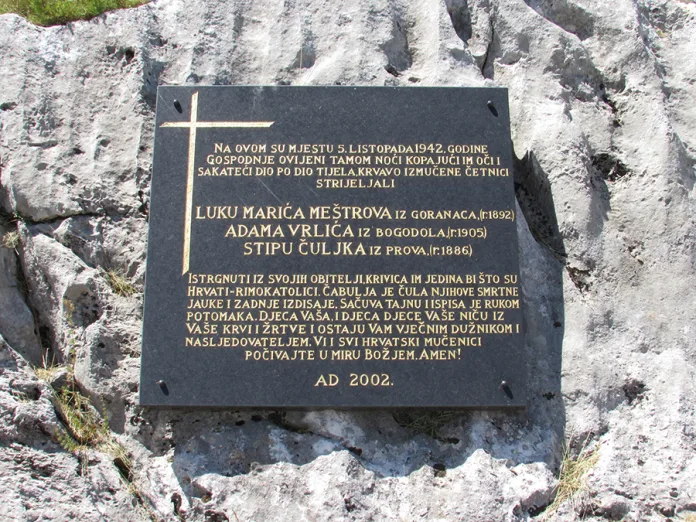 NA OVOM SU MJESTU 5. LISTOPADA 1942. GODINE
GOSPODNJE OVIJENI TAMOM NOĆI KOPAJUĆI IM OČI I
SAKATEĆI DIO PO DIO TIJELA, KRVAVO IZMUČENE ČETNICI
STRIJELJALI
LUKU MARIĆA MEŠTROVA IZ GORANACA, (r.1892)
ADAMA VRLIĆA IZ BOGODOLA, (r.1905)
STIPU ČULJKA IZ PROVA, (r.1886)
ISTRGNUTI IZ SVOJIH OBITELJI, KRIVICA IM JEDINA BI ŠTO SU
HRVATI-RIMOKATOLICI. ČABULJA JE ČULA NJIHOVE SMRTNE
JAUKE I ZADNJE IZDISAJE. SAČUVA TAJNU I ISPISA JE RUKOM
POTOMAKA. DJECA VAŠA, I DJECA DJECE VAŠE NIČU IZ
VAŠE KRVI I ŽRTVE I OSTAJU VAM VJEČNIM DUŽNIKOM I
NASLJEDOVATELJEM. VI I SVI HRVATSKI MUČENICI
POČIVAJTE U MIRU BOŽJEM. AMEN!
AD 2002.